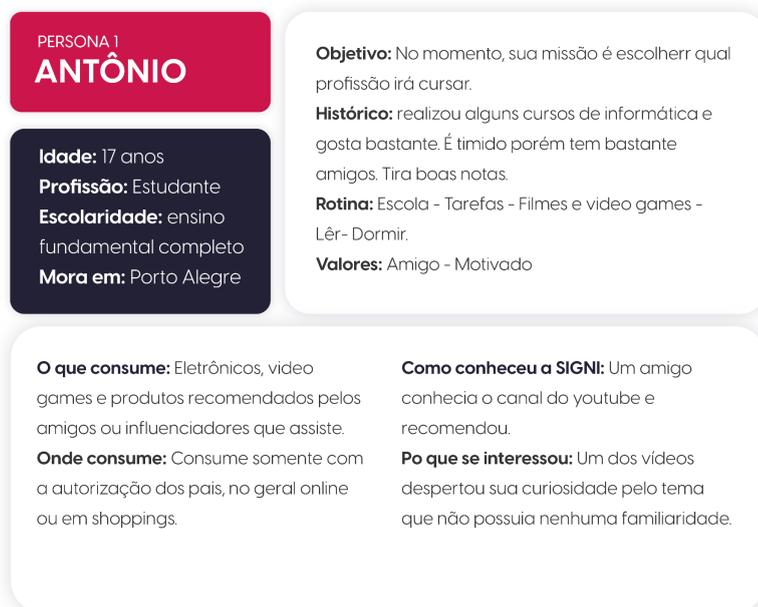 PERSONA 1
ANTÔNIO
Idade: 17 anos
Profissão: Estudante
Escolaridade: ensino
fundamental completo
Mora em: Porto Alegre
Objetivo: No momento, sua missão é escolherr qual
profissão irá cursar.
Histórico: realizou alguns cursos de informática e
gosta bastante. É timido porém tem bastante
amigos. Tira boas notas.
Rotina: Escola - Tarefas - Filmes e video games -
Lêr- Dormir.
Valores: Amigo - Motivado
O que consume: Eletrônicos, video
games e produtos recomendados pelos
amigos ou influenciadores que assiste.
Onde consume: Consume somente com
a autorização dos pais, no geral online
ou em shoppings.
Como conheceu a SIGNI: Um amigo
conhecia o canal do youtube e
recomendou.
Po que se interessou: Um dos vídeos
despertou sua curiosidade pelo tema
que não possuia nenhuma familiaridade.